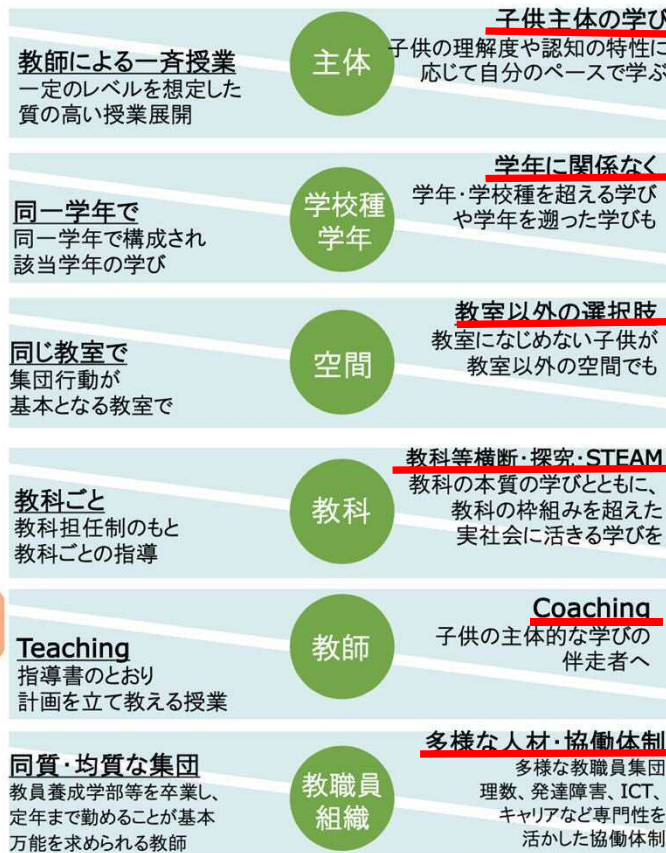 教師による一斉授業
一定のレベルを想定した
質の高い授業展開
主体
子供主体の学び
子供の理解度や認知の特性に
応じて自分のペースで学ぶ
同一学年で
同一学年で構成され
該当学年の学び
学校種
学年
学年に関係なく
学年・学校種を超える学び
や学年を遡った学びも
同じ教室で
集団行動が
基本となる教室で
空間
教室以外の選択肢
教室になじめない子供が
教室以外の空間でも
教科ごと
教科担任制のもと
教科ごとの指導
教科
教科等横断・探究・STEAM
教科の本質の学びとともに、
教科の枠組みを超えた
実社会に活きる学びを
Teaching
指導書のとおり
計画を立て教える授業
教師
Coaching
子供の主体的な学びの
伴走者へ
同質・均質な集団
教員養成学部等を卒業し、
定年まで勤めることが基本
万能を求められる教師
教職員
組織
多様な人材・協働体制
多様な教職員集団
理数、発達障害、ICT、
キャリアなど専門性を
活かした協働体制